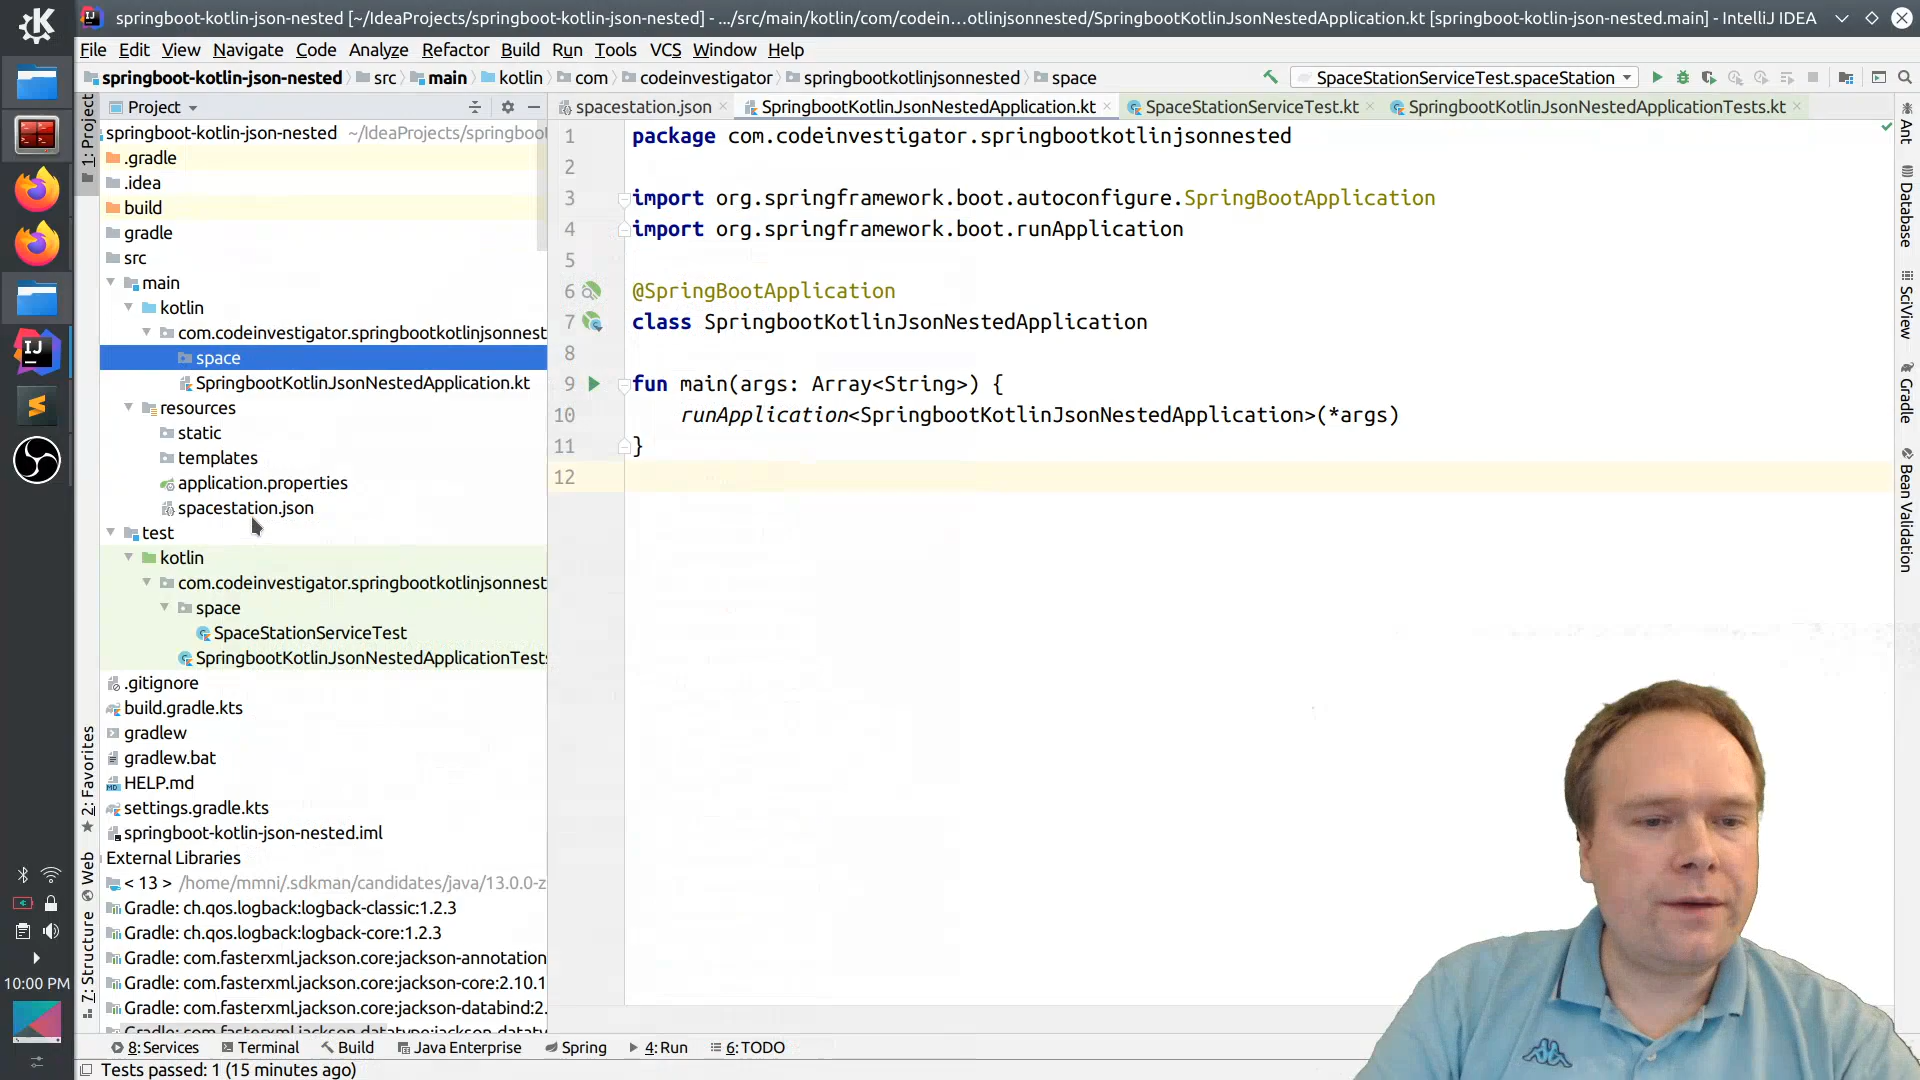 springboot-kotlin-json-nested [~/IdeaProjects/springboot-kotlin-json-nested] - .../src/main/kotlin/com/codein…otlinjsonnested/SpringbootKotlinJsonNestedApplication.kt [springboot-kotlin-json-nested.main] - IntelliJ IDEA
File Edit View Navigate Code Analyze Refactor Build Run Tools VCS Window Help
springboot-kotlin-json-nested src main kotlin com codeinvestigator springbootkotlinjsonnested space SpaceStationServiceTest.spaceStation
Project
spacestation.json SpringbootKotlinJsonNestedApplication.kt SpaceStationServiceTest.kt SpringbootKotlinJsonNestedApplicationTests.kt
springboot-kotlin-json-nested ~/IdeaProjects/springboo
.gradle
.idea
build
gradle
src
main
kotlin
com.codeinvestigator.springbootkotlinjsonnest
space
SpringbootKotlinJsonNestedApplication.kt
resources
static
templates
application.properties
spacestation.json
test
kotlin
com.codeinvestigator.springbootkotlinjsonnest
space
SpaceStationServiceTest
SpringbootKotlinJsonNestedApplicationTests
.gitignore
build.gradle.kts
gradlew
gradlew.bat
HELP.md
settings.gradle.kts
springboot-kotlin-json-nested.iml
External Libraries
< 13 > /home/mmni/.sdkman/candidates/java/13.0.0-z
Gradle: ch.qos.logback:logback-classic:1.2.3
Gradle: ch.qos.logback:logback-core:1.2.3
Gradle: com.fasterxml.jackson.core:jackson-annotation
Gradle: com.fasterxml.jackson.core:jackson-core:2.10.1
Gradle: com.fasterxml.jackson.core:jackson-databind:2.
Gradle: com.fasterxml.jackson.datatype:jackson-dataty
1 package com.codeinvestigator.springbootkotlinjsonnested
2
3 import org.springframework.boot.autoconfigure.SpringBootApplication
4 import org.springframework.boot.runApplication
5
6 @SpringBootApplication
7 class SpringbootKotlinJsonNestedApplication
8
9 fun main(args: Array<String>) {
10 runApplication<SpringbootKotlinJsonNestedApplication>(*args)
11 }
12
1: Project
2: Favorites
Web
7: Structure
Ant
Database
SciView
Gradle
Bean Validation
IJ
10:00 PM
8: Services Terminal Build Java Enterprise Spring 4: Run 6: TODO
Tests passed: 1 (15 minutes ago)